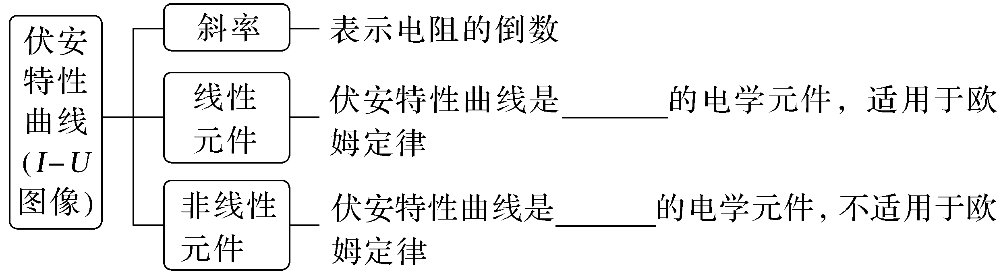 伏安
特性
曲线
(I-U
图像)
斜率
表示电阻的倒数
线性
元件
伏安特性曲线是________的电学元件，适用于欧
姆定律
非线性
元件
伏安特性曲线是________的电学元件，不适用于欧
姆定律